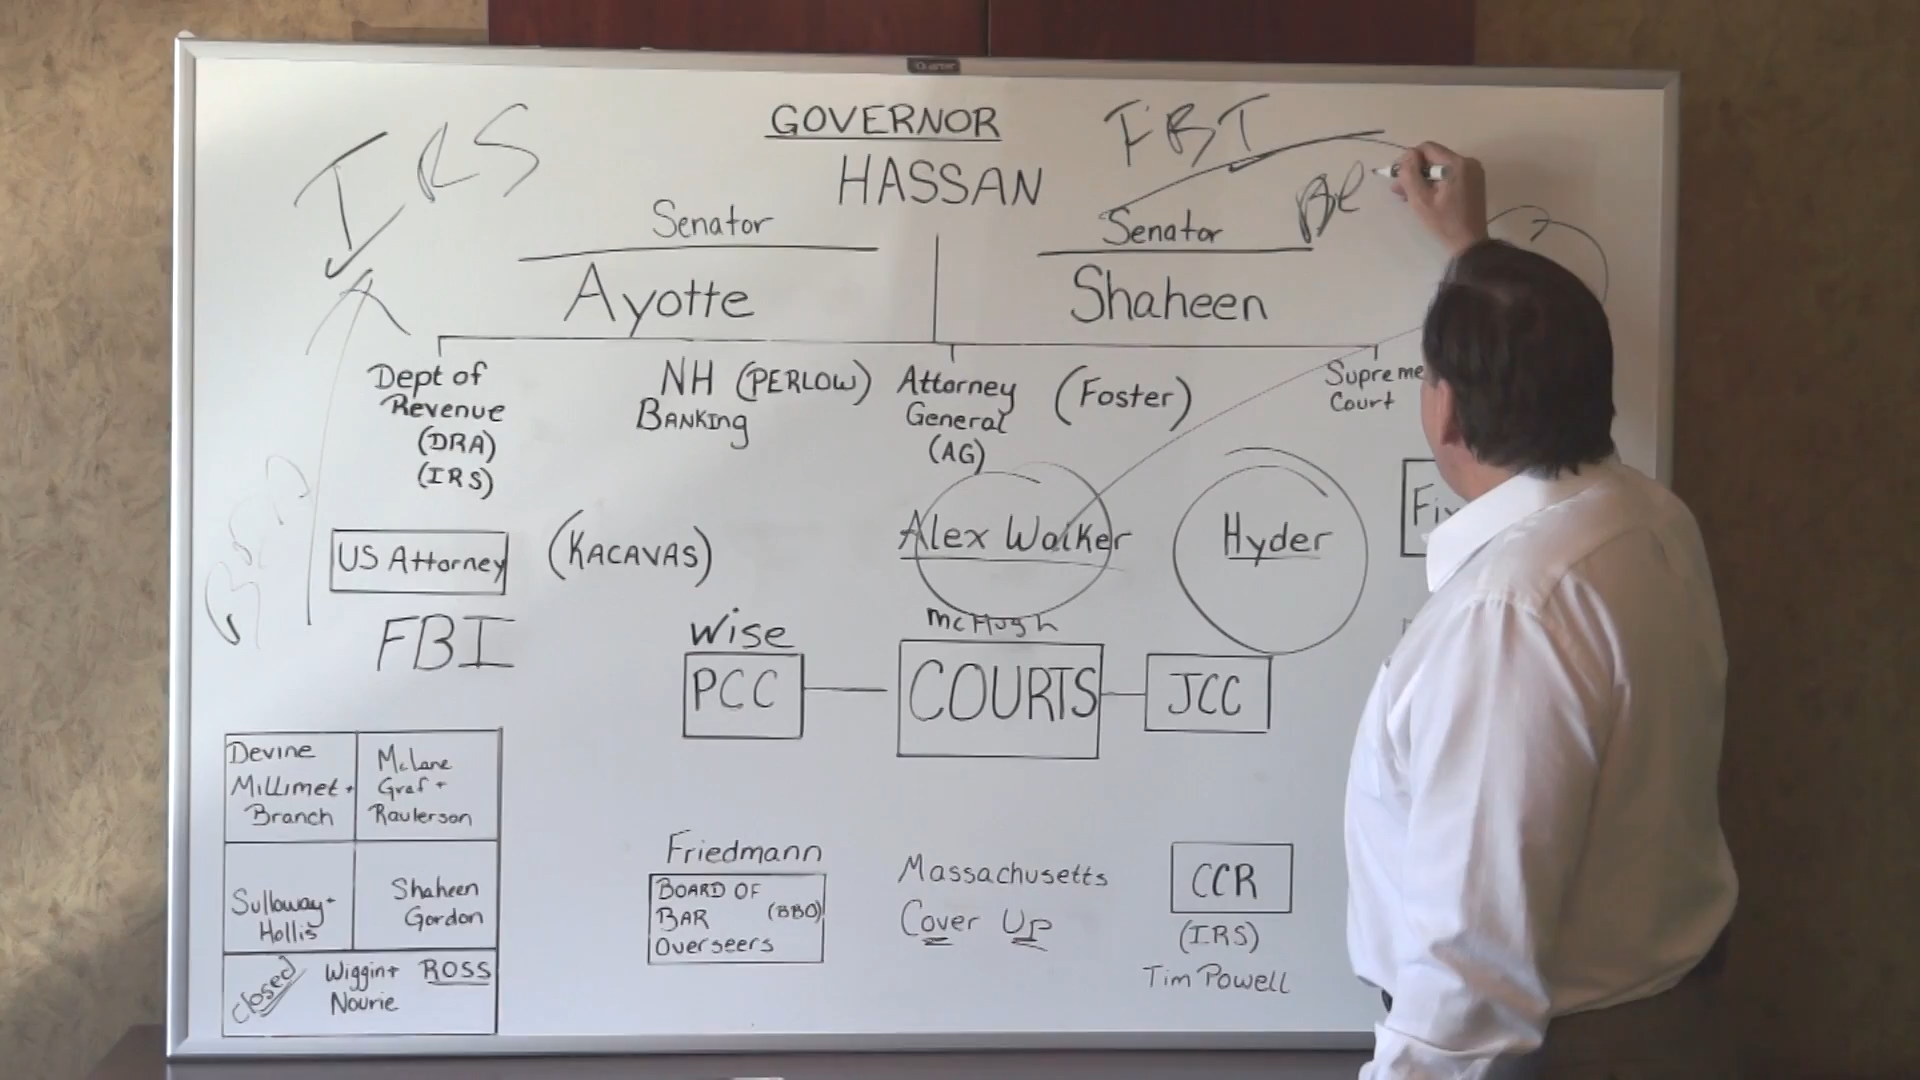 Quartet
GOVERNOR
HASSAN
IRS
FBI
Senator
Ayotte
Senator
Shaheen
Dept of
Revenue
(DRA)
(IRS)
NH (PERLOW)
BANKING
Attorney
General
(AG)
(Foster)
Supreme
Court
US Attorney
(KACAVAS)
FBI
Alex Walker
Hyder
Wise
PCC
McHugh
COURTS
JCC
Devine
Millimet +
Branch
McLane
Graf +
Raulerson
Sulloway +
Hollis
Shaheen
Gordon
closed
Wiggin +
Nourie
ROSS
Friedmann
BOARD OF
BAR (BBO)
Overseers
Massachusetts
Cover Up
CCR
(IRS)
Tim Powell